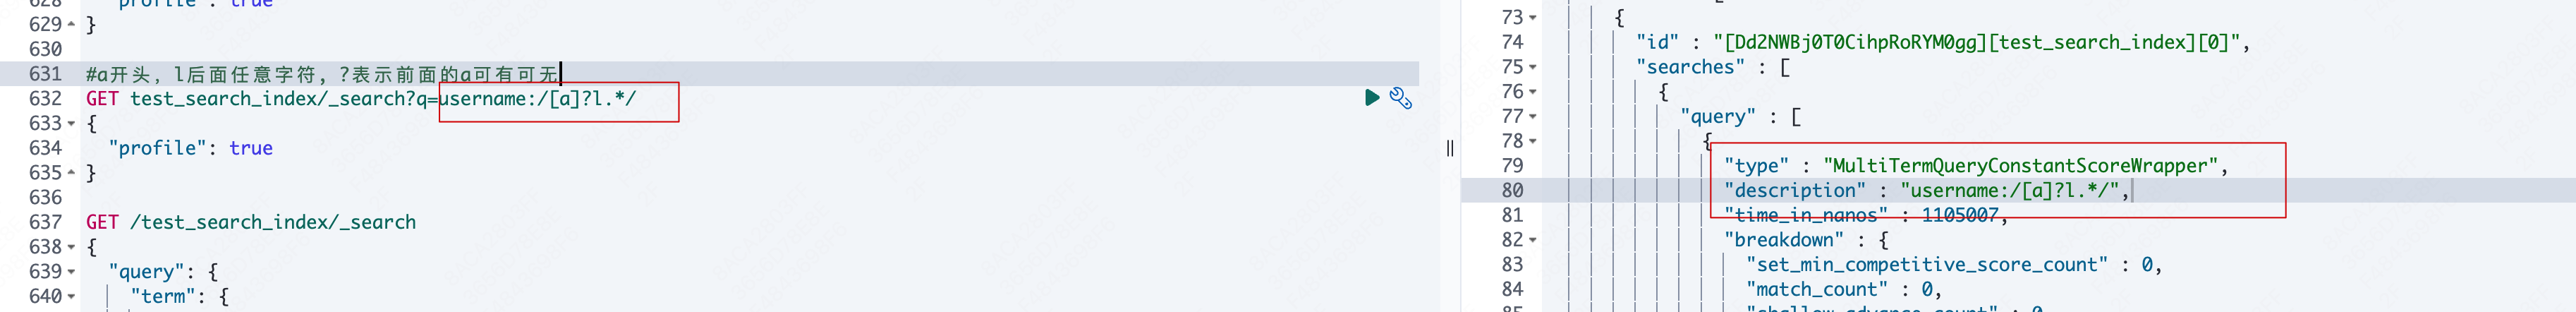 628 "profile": true
629 }
630
631 #a开头，l后面任意字符，?表示前面的a可有可无
632 GET test_search_index/_search?q=username:/[a]?l.*/
633 {
634 "profile": true
635 }
636
637 GET /test_search_index/_search
638 {
639 "query": {
640 "term": {
73 {
74 "id" : "[Dd2NWBj0T0CihpRoRYM0gg][test_search_index][0]",
75 "searches" : [
76 {
77 "query" : [
78 {
79 "type" : "MultiTermQueryConstantScoreWrapper",
80 "description" : "username:/[a]?l.*/",
81 "time_in_nanos" : 1105007,
82 "breakdown" : {
83 "set_min_competitive_score_count" : 0,
84 "match_count" : 0,
85 "shallow_advance_count" : 0